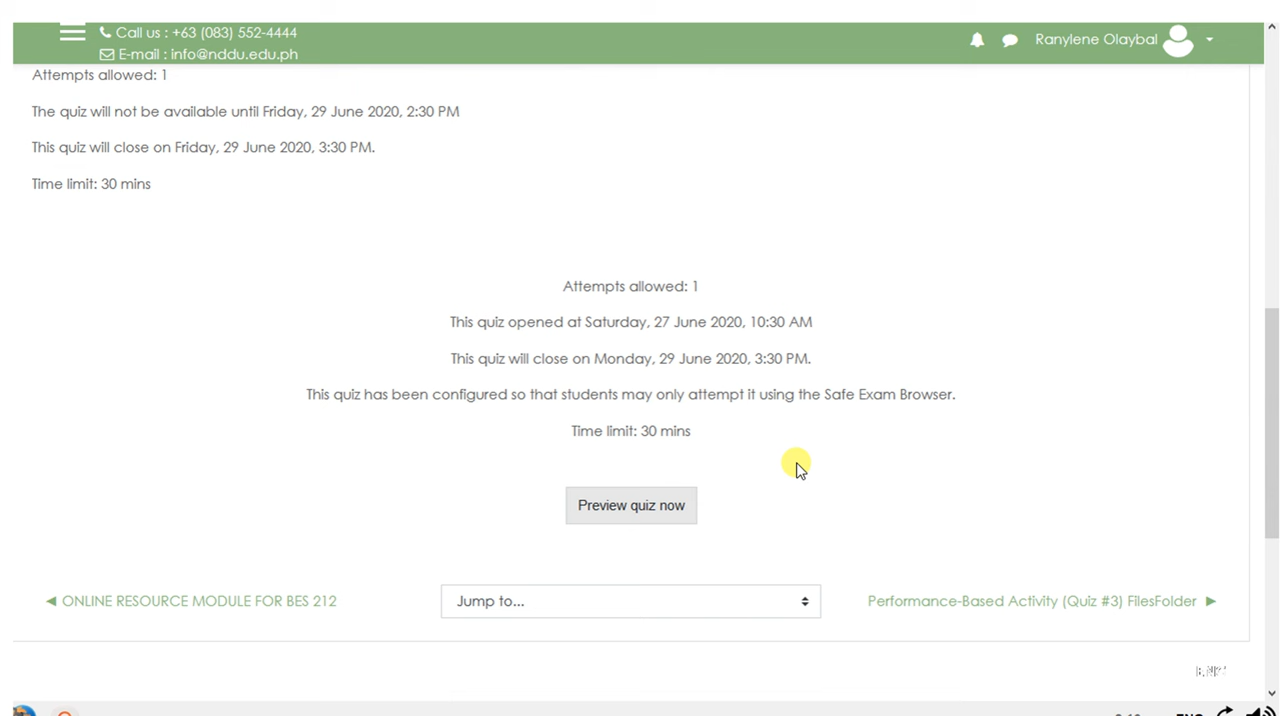 Call us : +63 (083) 552-4444
E-mail : info@nddu.edu.ph
Ranylene Olaybal
Attempts allowed: 1
The quiz will not be available until Friday, 29 June 2020, 2:30 PM
This quiz will close on Friday, 29 June 2020, 3:30 PM.
Time limit: 30 mins
Attempts allowed: 1
This quiz opened at Saturday, 27 June 2020, 10:30 AM
This quiz will close on Monday, 29 June 2020, 3:30 PM.
This quiz has been configured so that students may only attempt it using the Safe Exam Browser.
Time limit: 30 mins
Preview quiz now
◄ ONLINE RESOURCE MODULE FOR BES 212
Jump to...
Performance-Based Activity (Quiz #3) FilesFolder ►